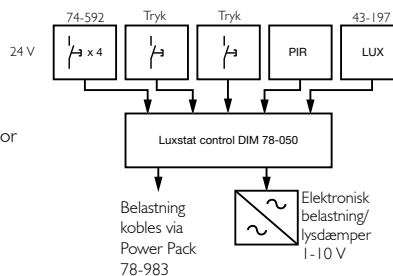 74-592 Tryk Tryk 43-197
24 V x 4 PIR LUX
or
Luxstat control DIM 78-050
Belastning
kobles via
Power Pack
78-983
Elektronisk
belastning/
lysdæmper
1-10 V